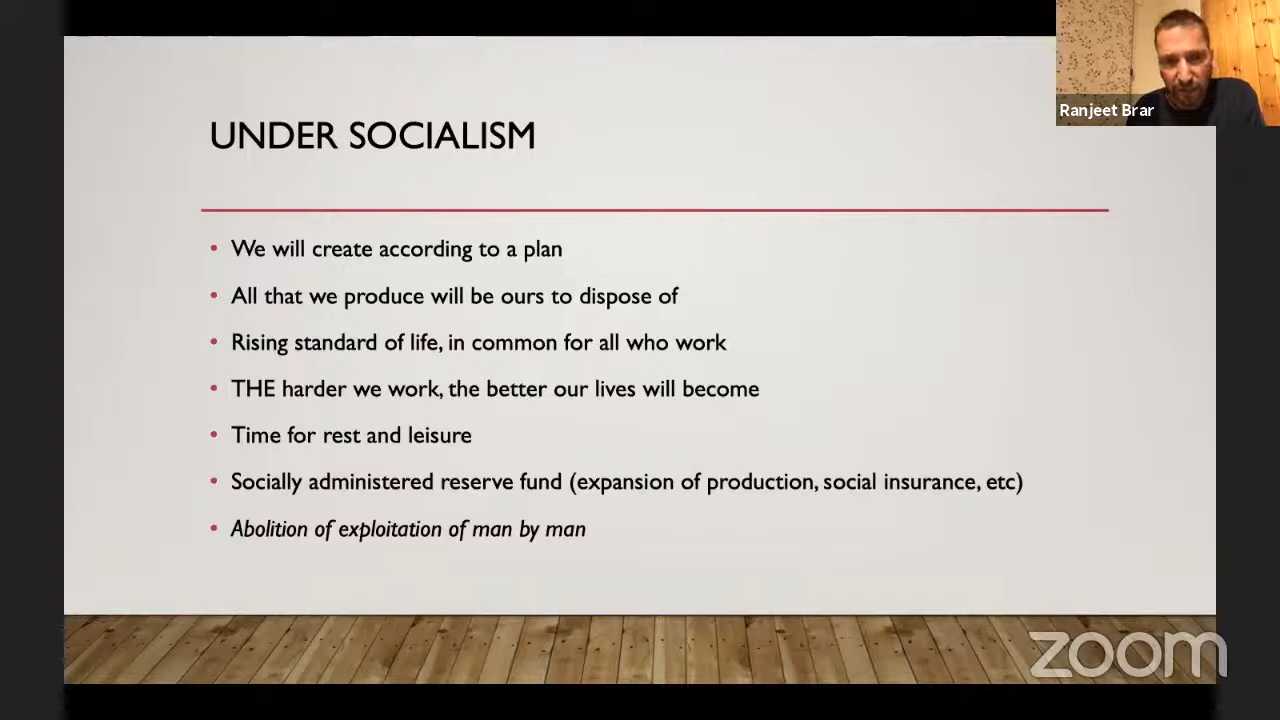 Ranjeet Brar
UNDER SOCIALISM
We will create according to a plan
All that we produce will be ours to dispose of
Rising standard of life, in common for all who work
THE harder we work, the better our lives will become
Time for rest and leisure
Socially administered reserve fund (expansion of production, social insurance, etc)
Abolition of exploitation of man by man
zoom